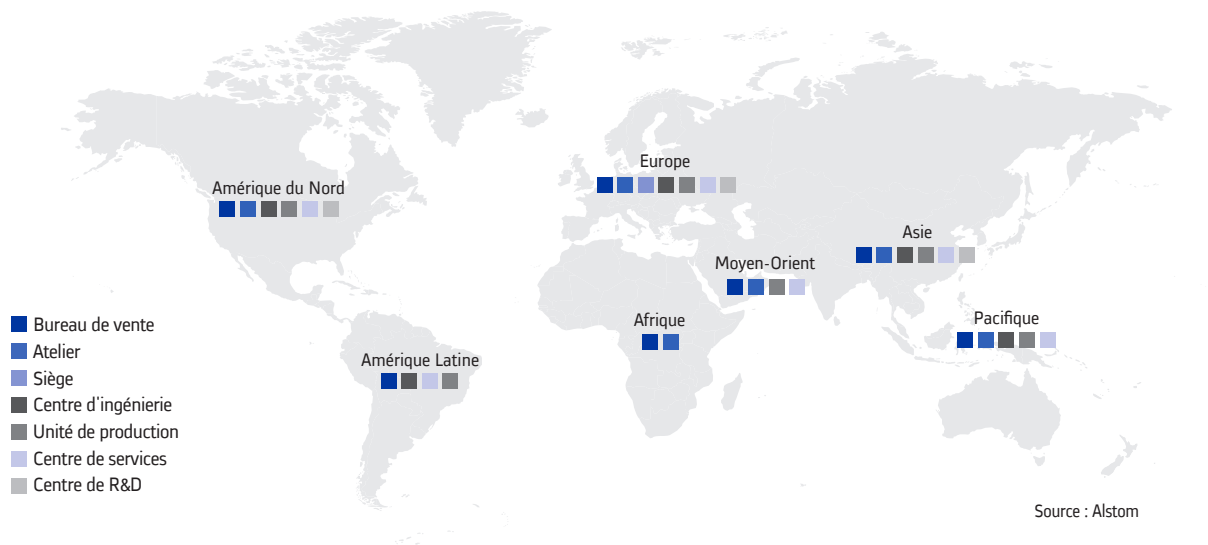 Europe
Amérique du Nord
Asie
Moyen-Orient
Afrique
Pacifique
Amérique Latine
Bureau de vente
Atelier
Siège
Centre d'ingénierie
Unité de production
Centre de services
Centre de R&D
Source : Alstom